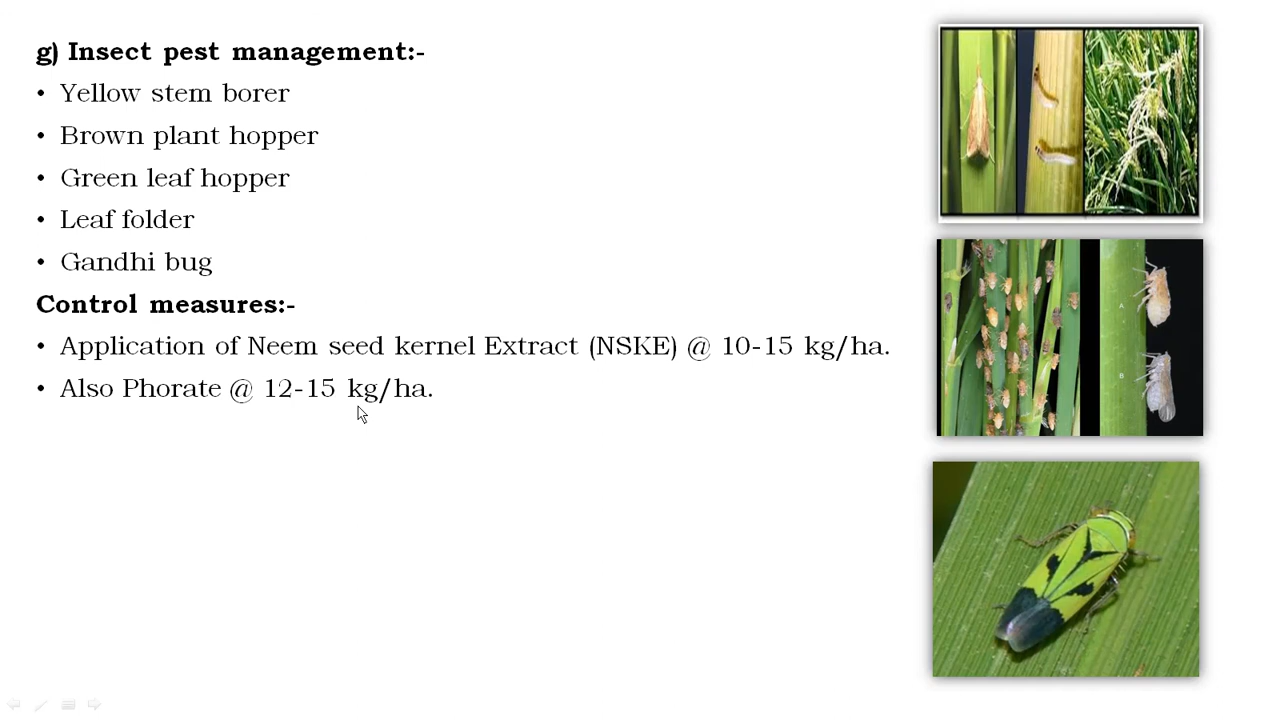 g) Insect pest management:-
• Yellow stem borer
• Brown plant hopper
• Green leaf hopper
• Leaf folder
• Gandhi bug
Control measures:-
• Application of Neem seed kernel Extract (NSKE) @ 10-15 kg/ha.
• Also Phorate @ 12-15 kg/ha.
A
B